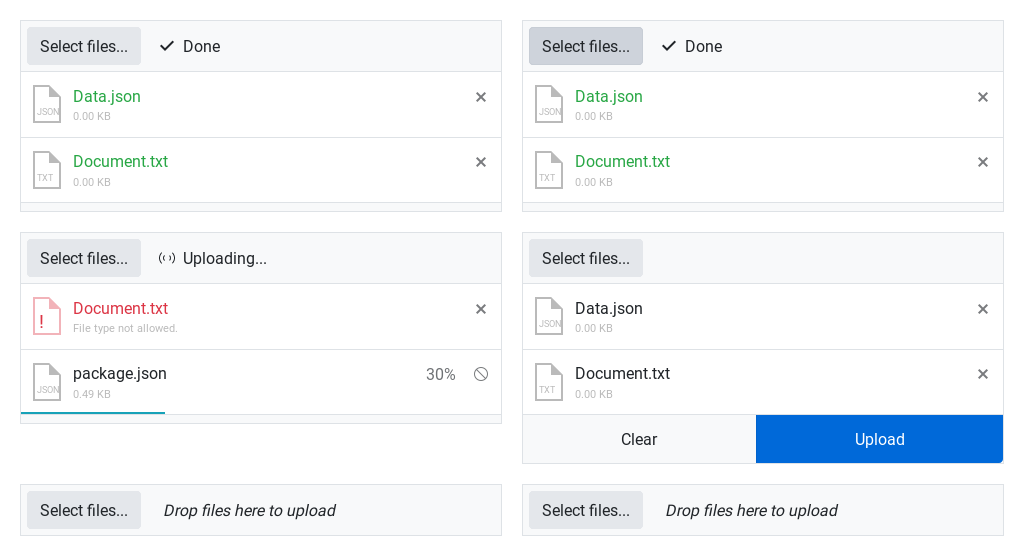 Select files... Done
JSON Data.json
0.00 KB
TXT Document.txt
0.00 KB
Select files... Done
JSON Data.json
0.00 KB
TXT Document.txt
0.00 KB
Select files... Uploading...
! Document.txt
File type not allowed.
JSON package.json 30%
0.49 KB
Select files...
JSON Data.json
0.00 KB
TXT Document.txt
0.00 KB
Clear Upload
Select files... Drop files here to upload
Select files... Drop files here to upload